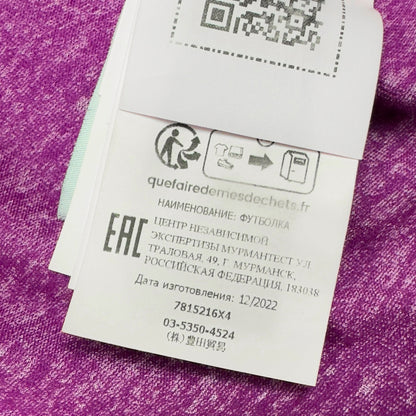 quefairedemesdechets.fr
НАИМЕНОВАНИЕ: ФУТБОЛКА
EAC
ЦЕНТР НЕЗАВИСИМОЙ
ЭКСПЕРТИЗЫ МУРМАНТЕСТ УЛ
ТРАЛОВАЯ, 49, Г. МУРМАНСК,
РОССИЙСКАЯ ФЕДЕРАЦИЯ, 183038
Дата изготовления: 12/2022
7815216X4
03-5350-4524
(株)豊田貿易